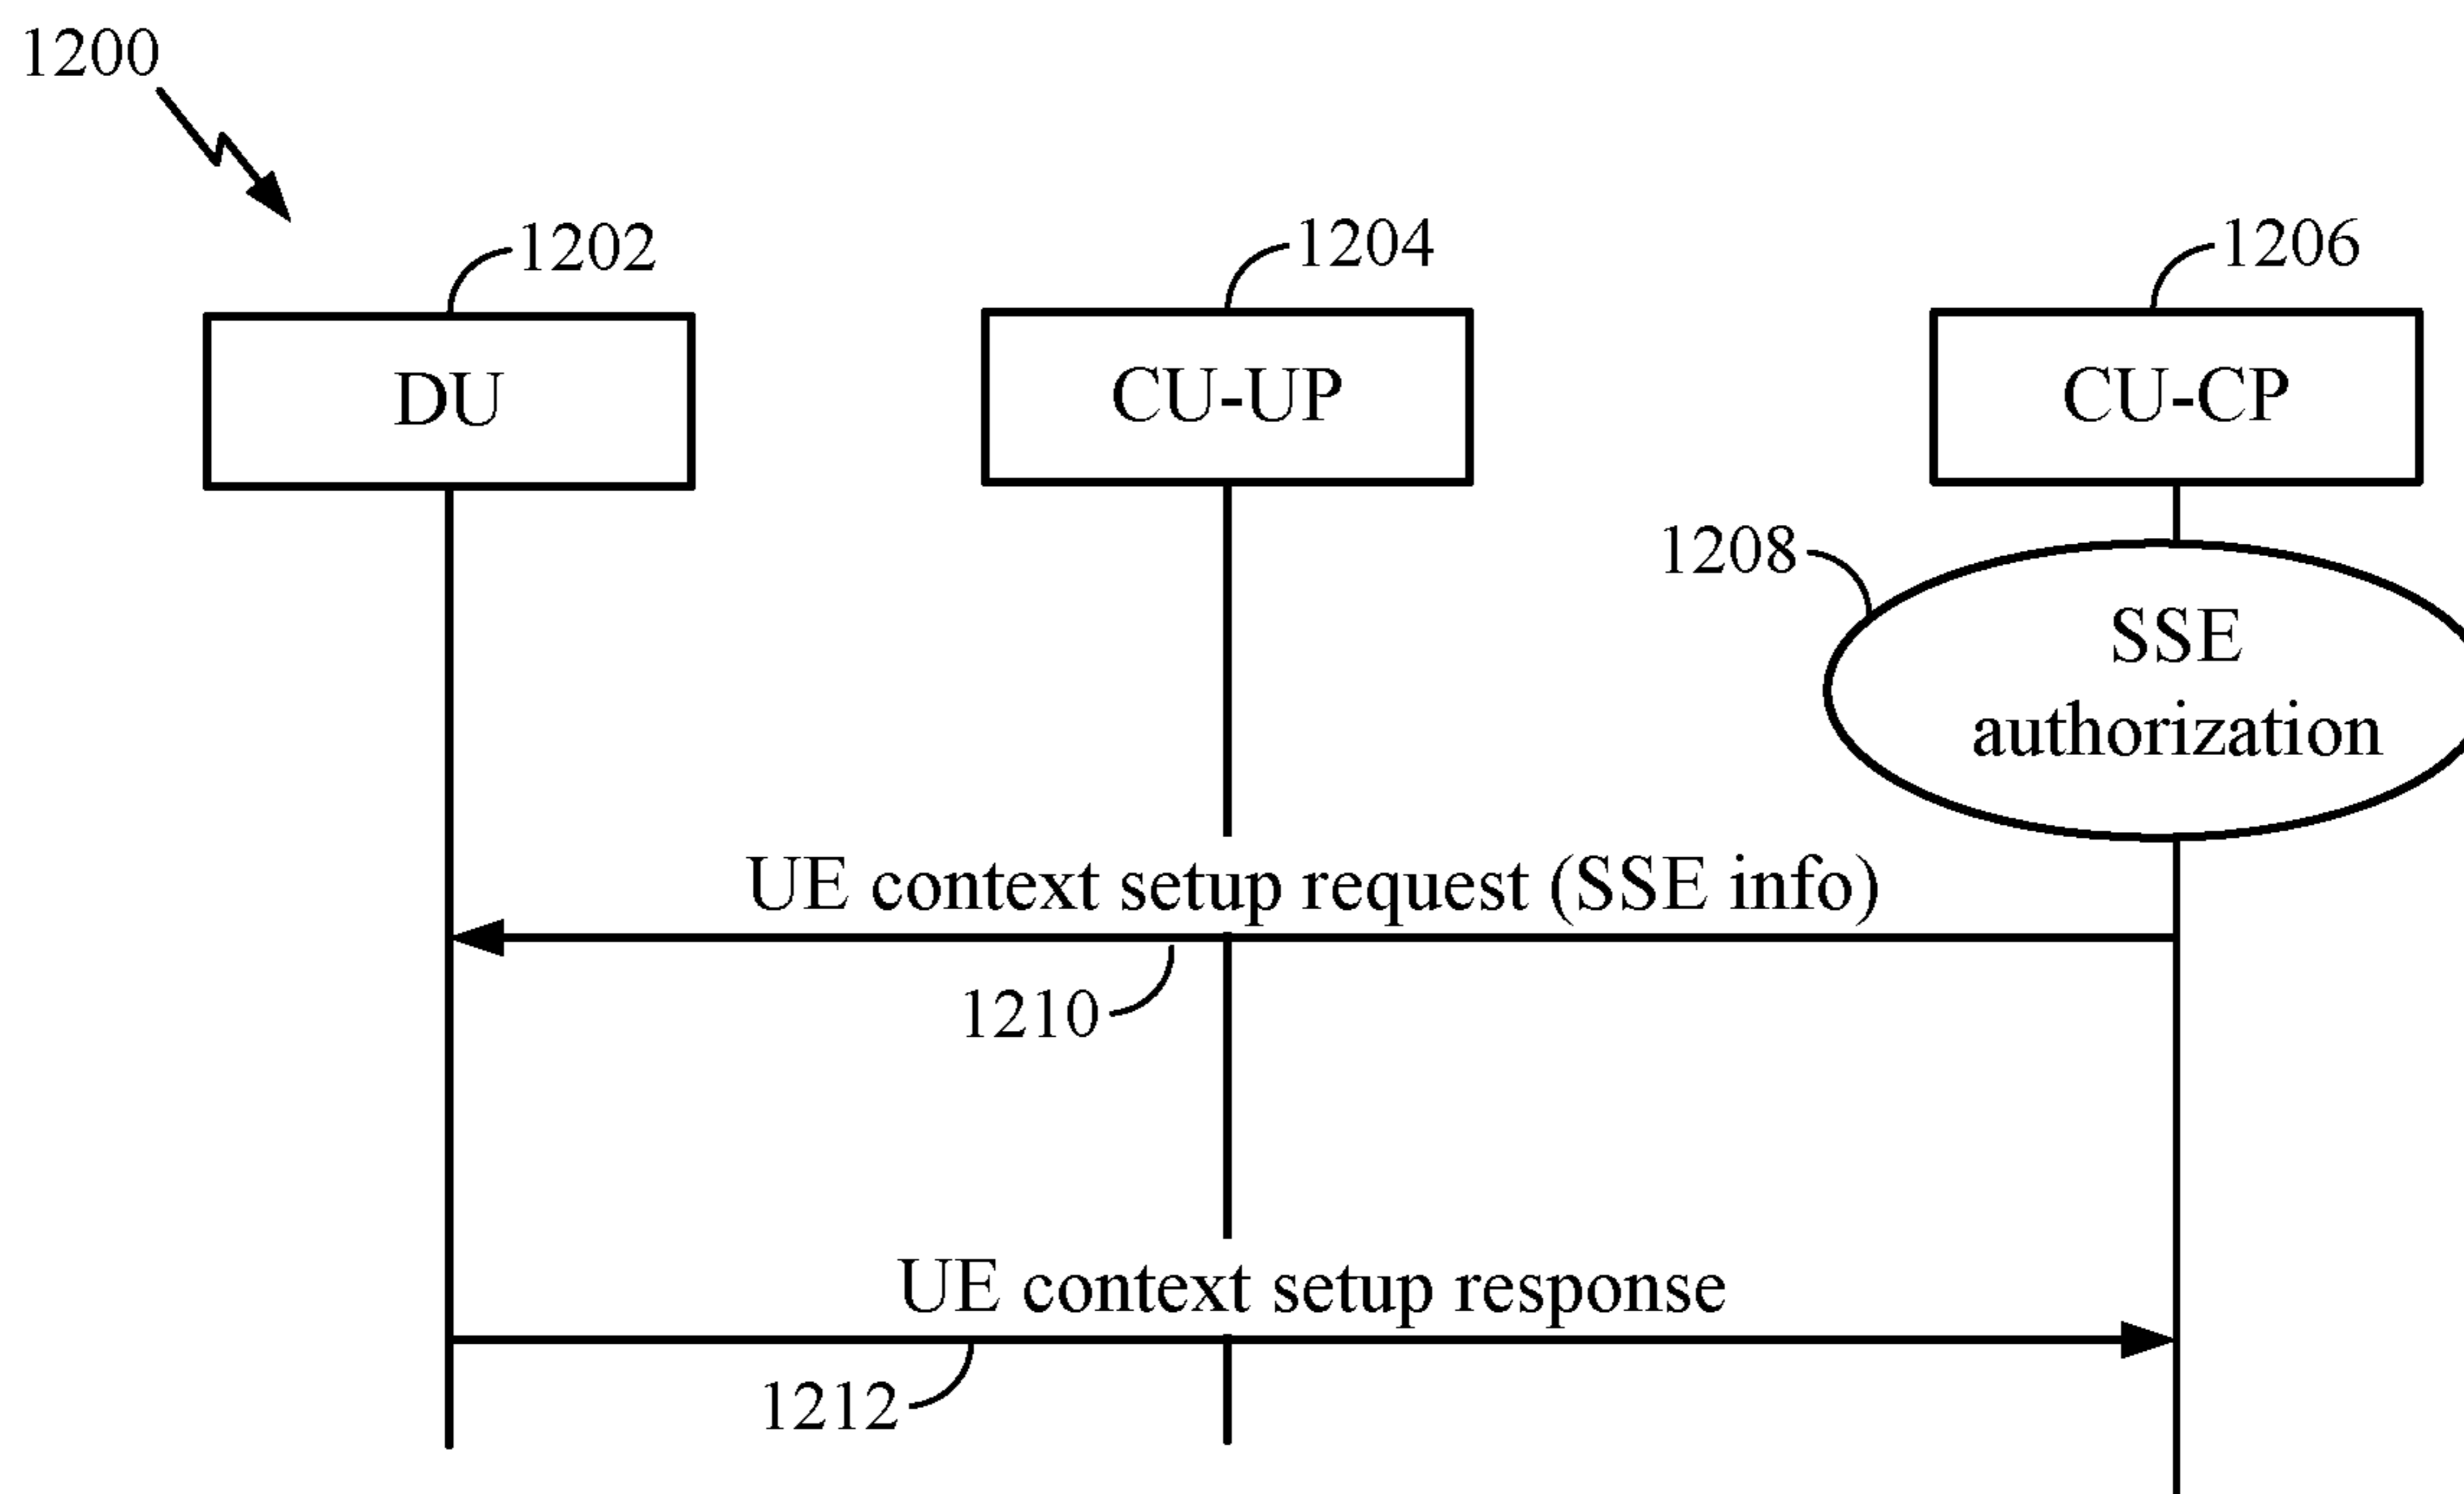 1200
1202
1204
1206
DU
CU-UP
CU-CP
1208
SSE
authorization
UE context setup request (SSE info)
1210
UE context setup response
1212